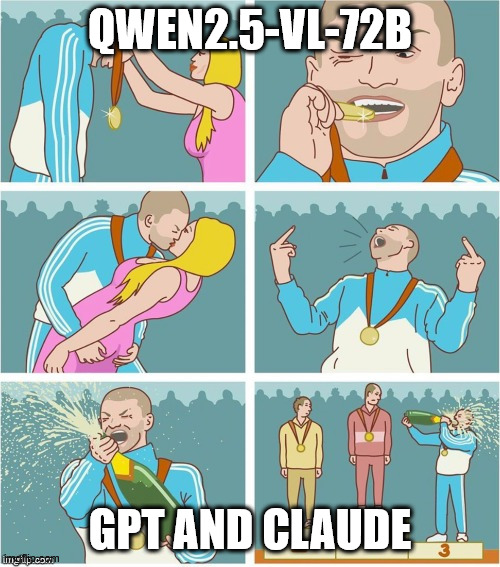 QWEN2.5-VL-72B
GPT AND CLAUDE
3
imgflip.com